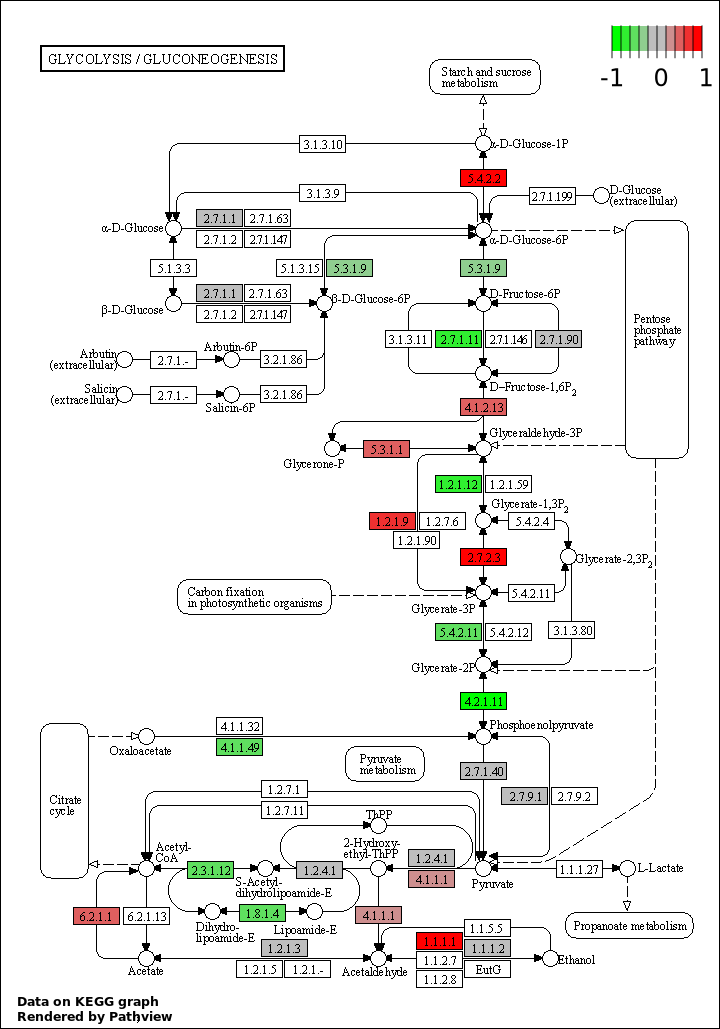 GLYCOLYSIS / GLUCONEOGENESIS
-1 0 1
Starch and sucrose
metabolism
3.1.3.10
α-D-Glucose-1P
5.4.2.2
3.1.3.9
2.7.1.199
D-Glucose
(extracellular)
2.7.1.1
2.7.1.63
α-D-Glucose
2.7.1.2
2.7.1.147
α-D-Glucose-6P
5.1.3.3
5.1.3.15
5.3.1.9
5.3.1.9
2.7.1.1
2.7.1.63
β-D-Glucose
2.7.1.2
2.7.1.147
β-D-Glucose-6P
D-Fructose-6P
Pentose
phosphate
pathway
3.1.3.11
2.7.1.11
2.7.1.146
2.7.1.90
Arbutin
(extracellular)
2.7.1.-
Arbutin-6P
3.2.1.86
Salicin
(extracellular)
2.7.1.-
Salicin-6P
3.2.1.86
D-Fructose-1,6P2
4.1.2.13
Glyceraldehyde-3P
5.3.1.1
Glycerone-P
1.2.1.12
1.2.1.59
Glycerate-1,3P2
1.2.1.9
1.2.7.6
5.4.2.4
1.2.1.90
2.7.2.3
Glycerate-2,3P2
Carbon fixation
in photosynthetic organisms
5.4.2.11
Glycerate-3P
5.4.2.11
5.4.2.12
3.1.3.80
Glycerate-2P
4.2.1.11
4.1.1.32
Phosphoenolpyruvate
Oxaloacetate
4.1.1.49
Pyruvate
metabolism
2.7.1.40
Citrate
cycle
1.2.7.1
2.7.9.1
2.7.9.2
1.2.7.11
ThPP
Acetyl-
CoA
2-Hydroxy-
ethyl-ThPP
2.3.1.12
1.2.4.1
1.2.4.1
1.1.1.27
L-Lactate
S-Acetyl-
dihydrolipoamide-E
4.1.1.1
Pyruvate
6.2.1.1
6.2.1.13
1.8.1.4
4.1.1.1
Dihydro-
lipoamide-E
Lipoamide-E
Propanoate metabolism
1.1.5.5
1.2.1.3
1.1.1.1
1.1.1.2
1.1.2.7
Ethanol
Acetate
1.2.1.5
1.2.1.-
Acetaldehyde
EutG
1.1.2.8
Data on KEGG graph
Rendered by Pathview